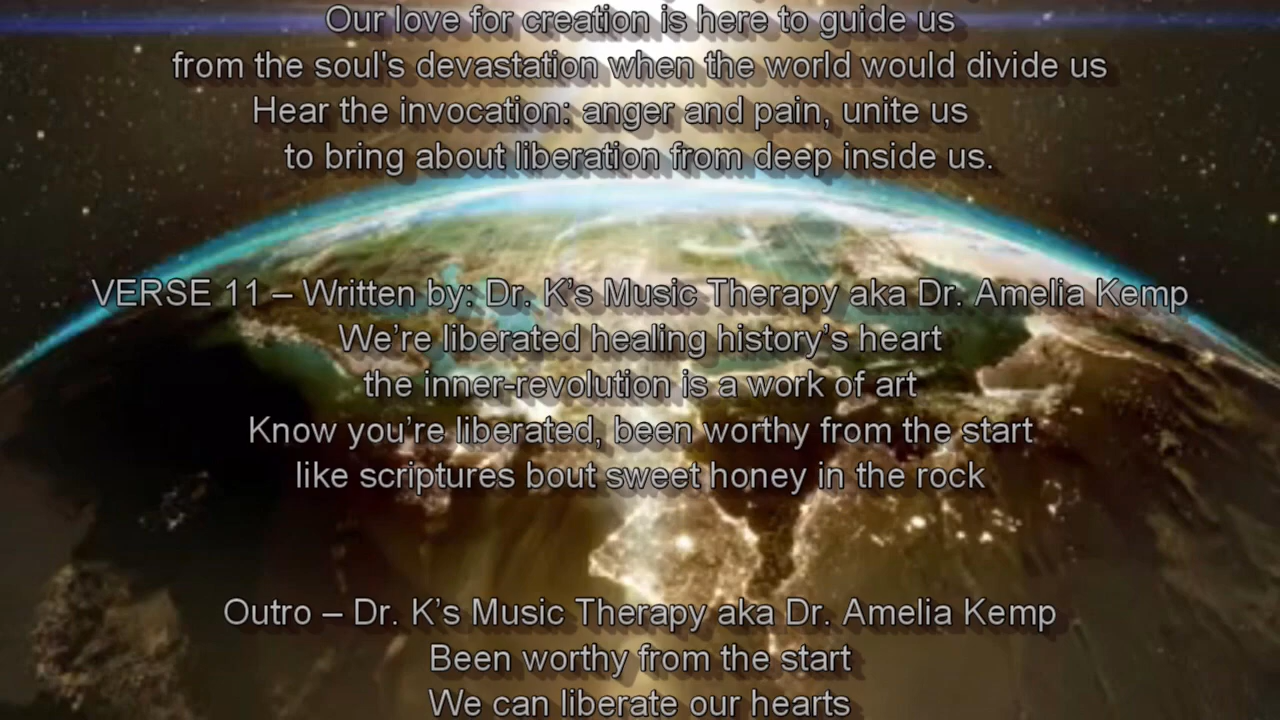 Our love for creation is here to guide us
from the soul's devastation when the world would divide us
Hear the invocation: anger and pain, unite us
to bring about liberation from deep inside us.
VERSE 11 – Written by: Dr. K’s Music Therapy aka Dr. Amelia Kemp
We’re liberated healing history’s heart
the inner-revolution is a work of art
Know you’re liberated, been worthy from the start
like scriptures bout sweet honey in the rock
Outro – Dr. K’s Music Therapy aka Dr. Amelia Kemp
Been worthy from the start
We can liberate our hearts